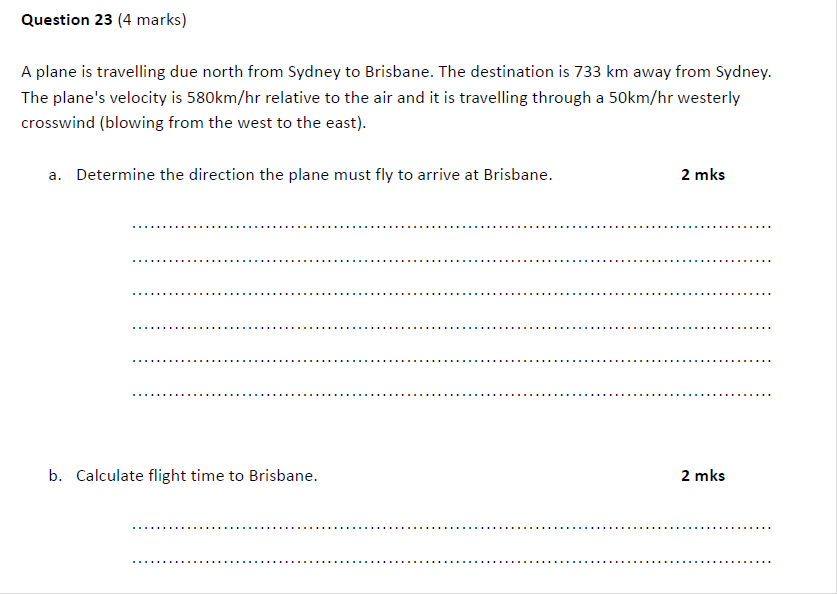 Question 23 (4 marks)
A plane is travelling due north from Sydney to Brisbane. The destination is 733 km away from Sydney.
The plane's velocity is 580km/hr relative to the air and it is travelling through a 50km/hr westerly
crosswind (blowing from the west to the east).
a. Determine the direction the plane must fly to arrive at Brisbane. 2 mks
b. Calculate flight time to Brisbane. 2 mks